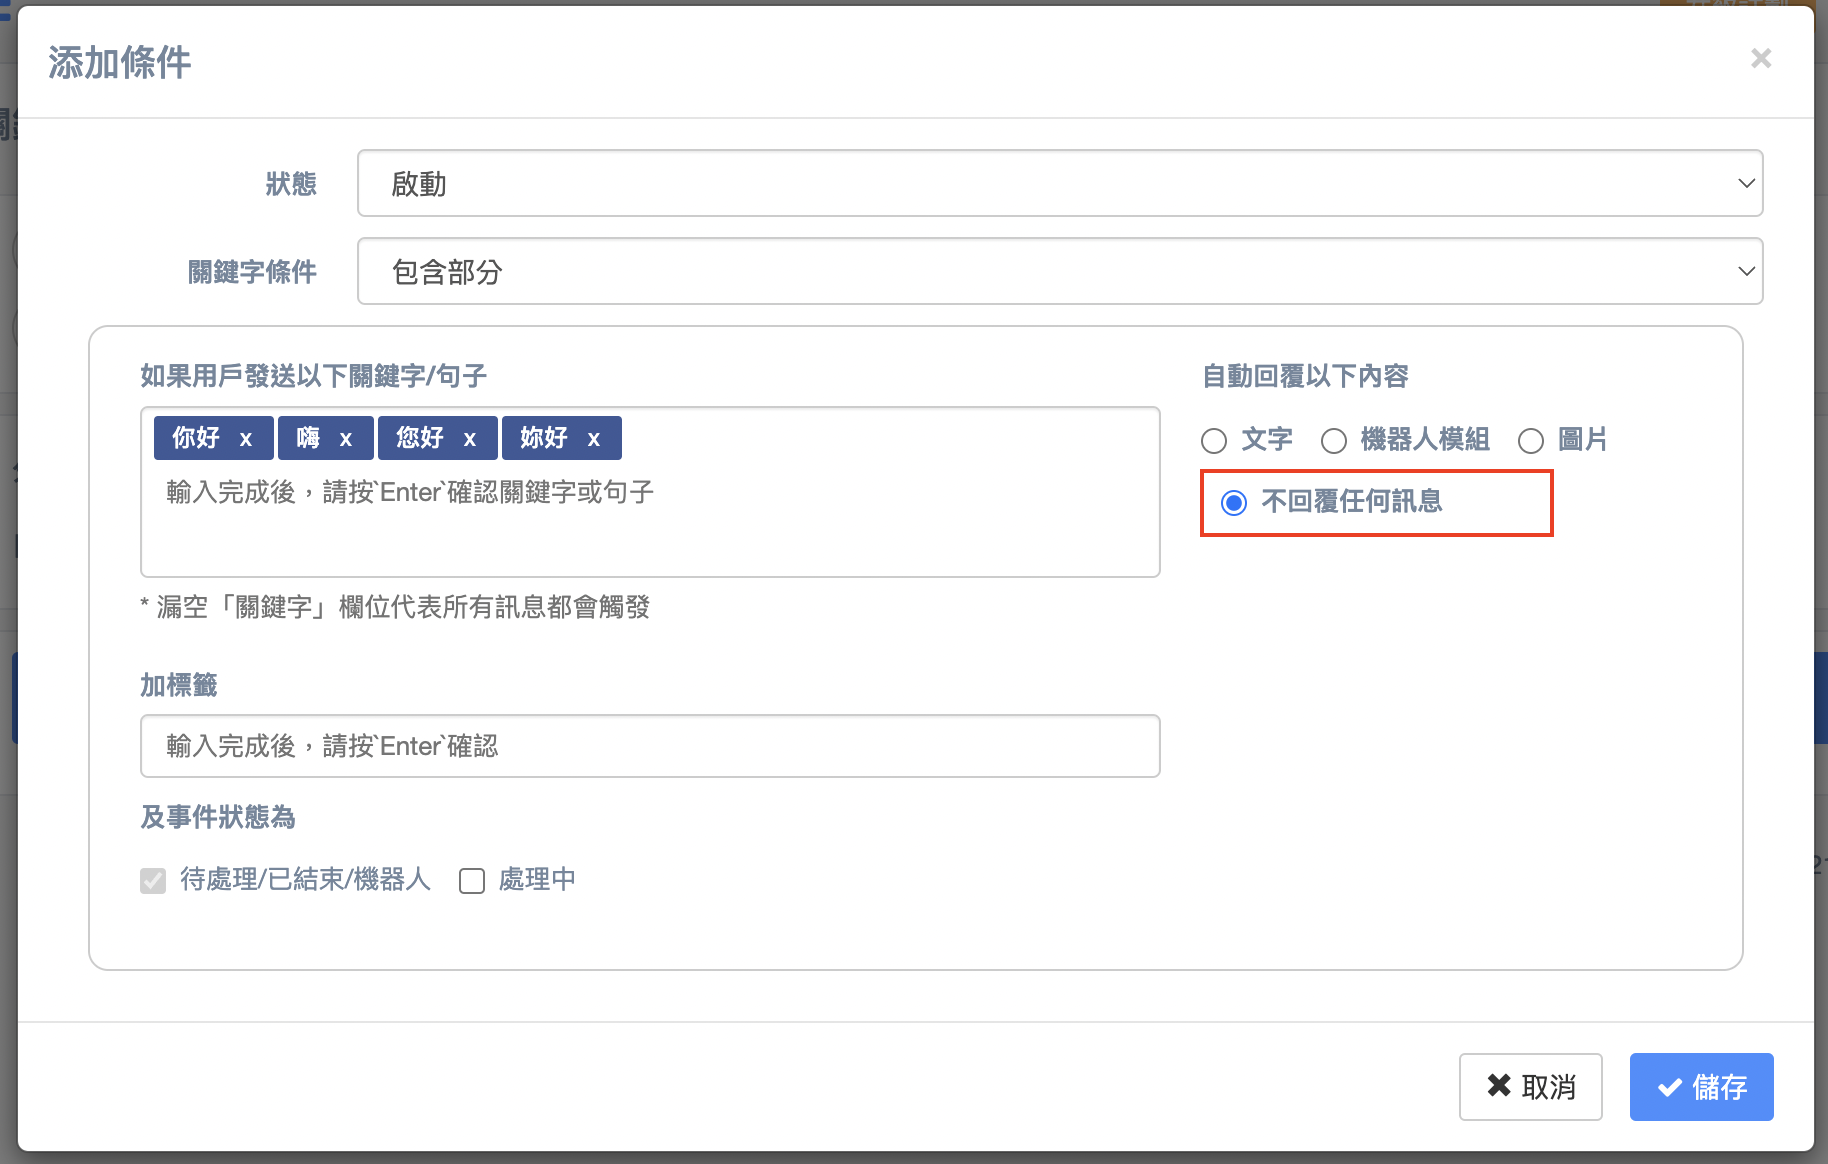 添加條件
×
狀態
啟動
關鍵字條件
包含部分
如果用戶發送以下關鍵字/句子
你好 x 嗨 x 您好 x 妳好 x
輸入完成後，請按`Enter`確認關鍵字或句子
* 漏空「關鍵字」欄位代表所有訊息都會觸發
自動回覆以下內容
文字 機器人模組 圖片
不回覆任何訊息
加標籤
輸入完成後，請按`Enter`確認
及事件狀態為
待處理/已結束/機器人 處理中
取消 儲存